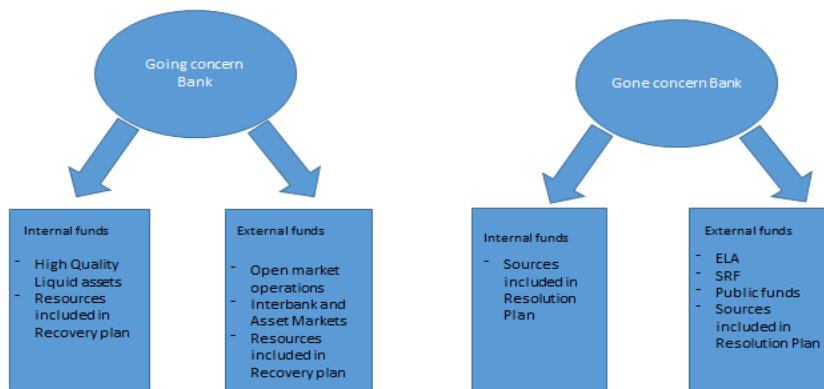 Going concern
Bank
Gone concern Bank
Internal funds
- High Quality
Liquid assets
- Resources
included in
Recovery plan
External funds
- Open market
operations
- Interbank and
Asset Markets
- Resources
included in
Recovery plan
Internal funds
- Sources
included in
Resolution
Plan
External funds
- ELA
- SRF
- Public funds
- Sources
included in
Resolution Plan